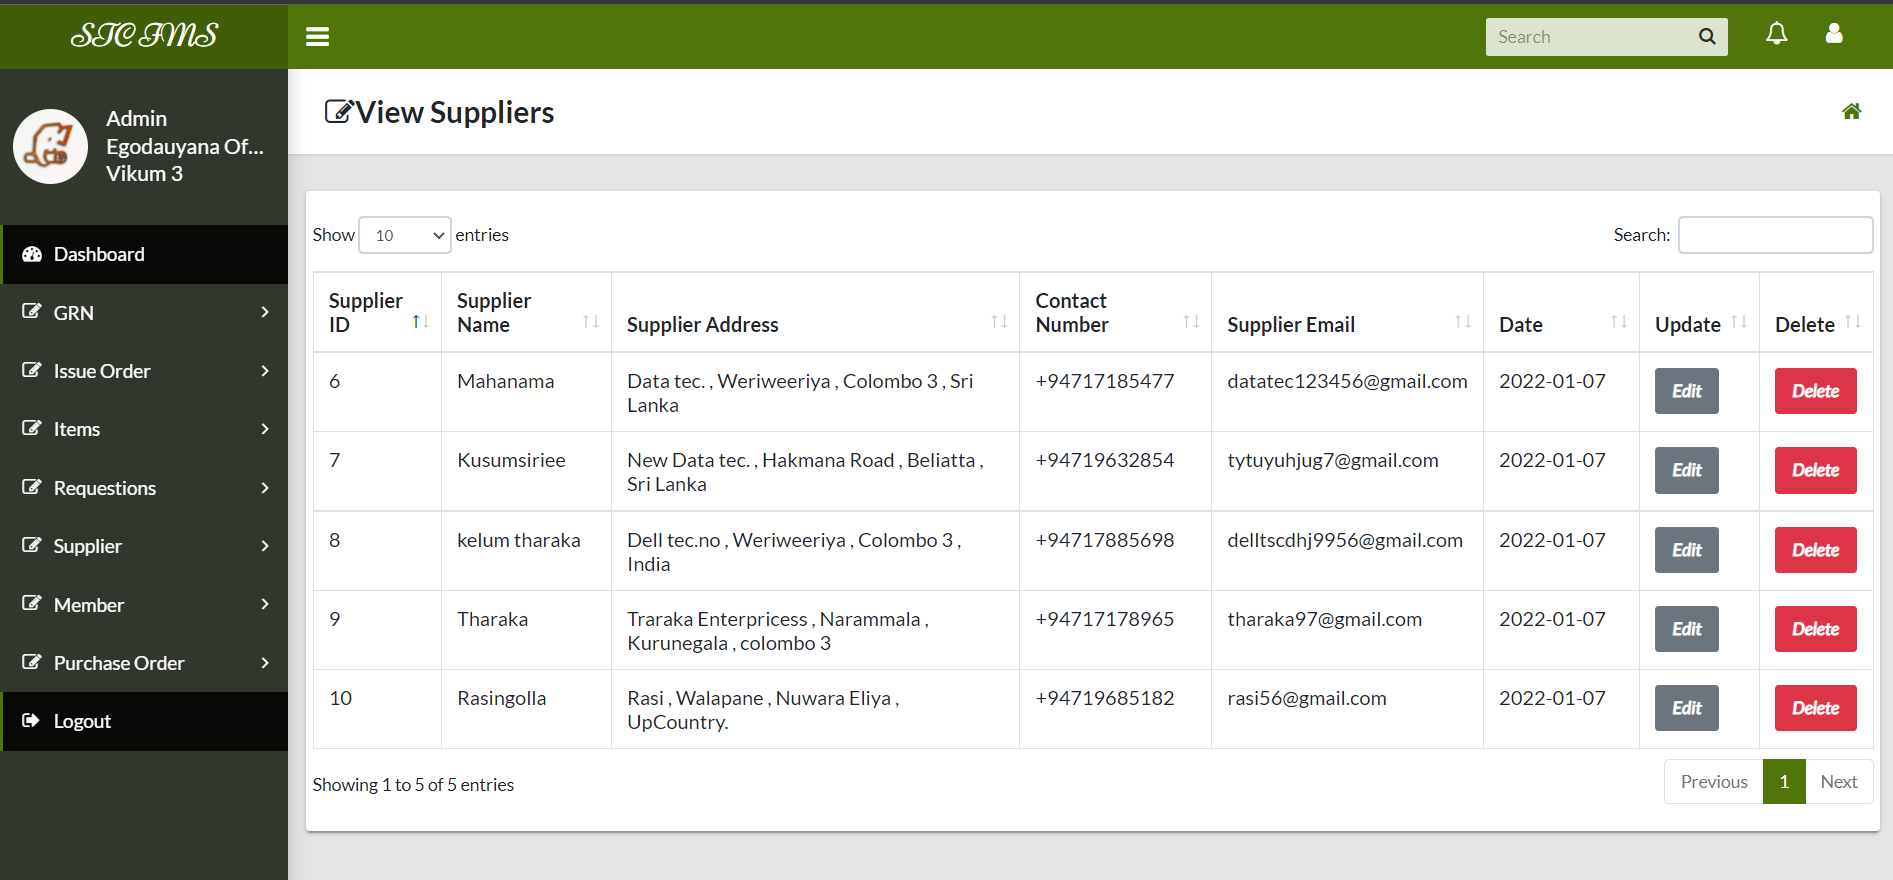 STC FMS
Search
Admin
Egodauyana Of...
Vikum 3
Dashboard
GRN
Issue Order
Items
Requestions
Supplier
Member
Purchase Order
Logout
View Suppliers
Show 10 entries
Search:
Supplier ID Supplier Name Supplier Address Contact Number Supplier Email Date Update Delete
6 Mahanama Data tec. , Weriweeriya , Colombo 3 , Sri Lanka +94717185477 datatec123456@gmail.com 2022-01-07 Edit Delete
7 Kusumsiriee New Data tec. , Hakmana Road , Beliatta , Sri Lanka +94719632854 tytuyuhjug7@gmail.com 2022-01-07 Edit Delete
8 kelum tharaka Dell tec.no , Weriweeriya , Colombo 3 , India +94717885698 delltscdhj9956@gmail.com 2022-01-07 Edit Delete
9 Tharaka Traraka Enterpricess , Narammala , Kurunegala , colombo 3 +94717178965 tharaka97@gmail.com 2022-01-07 Edit Delete
10 Rasingolla Rasi , Walapane , Nuwara Eliya , UpCountry. +94719685182 rasi56@gmail.com 2022-01-07 Edit Delete
Showing 1 to 5 of 5 entries
Previous 1 Next